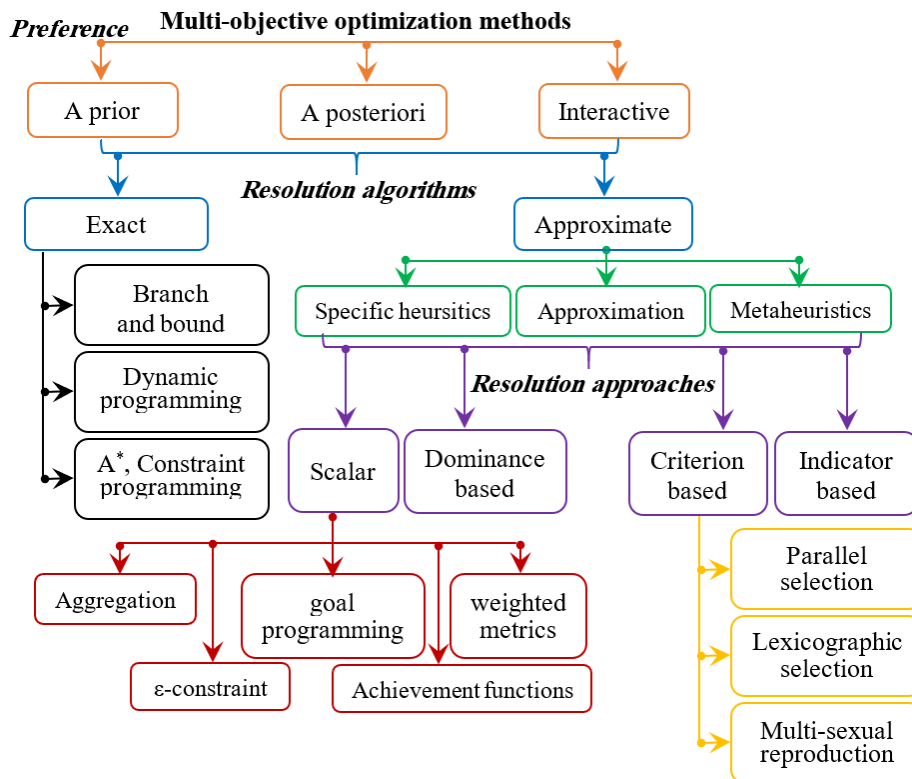 Preference
Multi-objective optimization methods
A prior
A posteriori
Interactive
Resolution algorithms
Exact
Approximate
Branch
and bound
Specific heursitics
Approximation
Metaheuristics
Dynamic
programming
Resolution approaches
A*, Constraint
programming
Scalar
Dominance
based
Criterion
based
Indicator
based
Aggregation
goal
programming
weighted
metrics
Parallel
selection
ε-constraint
Achievement functions
Lexicographic
selection
Multi-sexual
reproduction